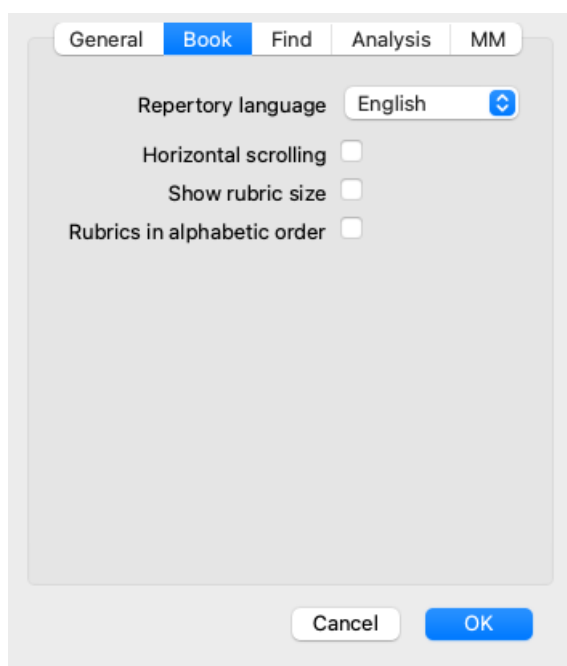 General Book Find Analysis MM
Repertory language English
Horizontal scrolling
Show rubric size
Rubrics in alphabetic order
Cancel OK